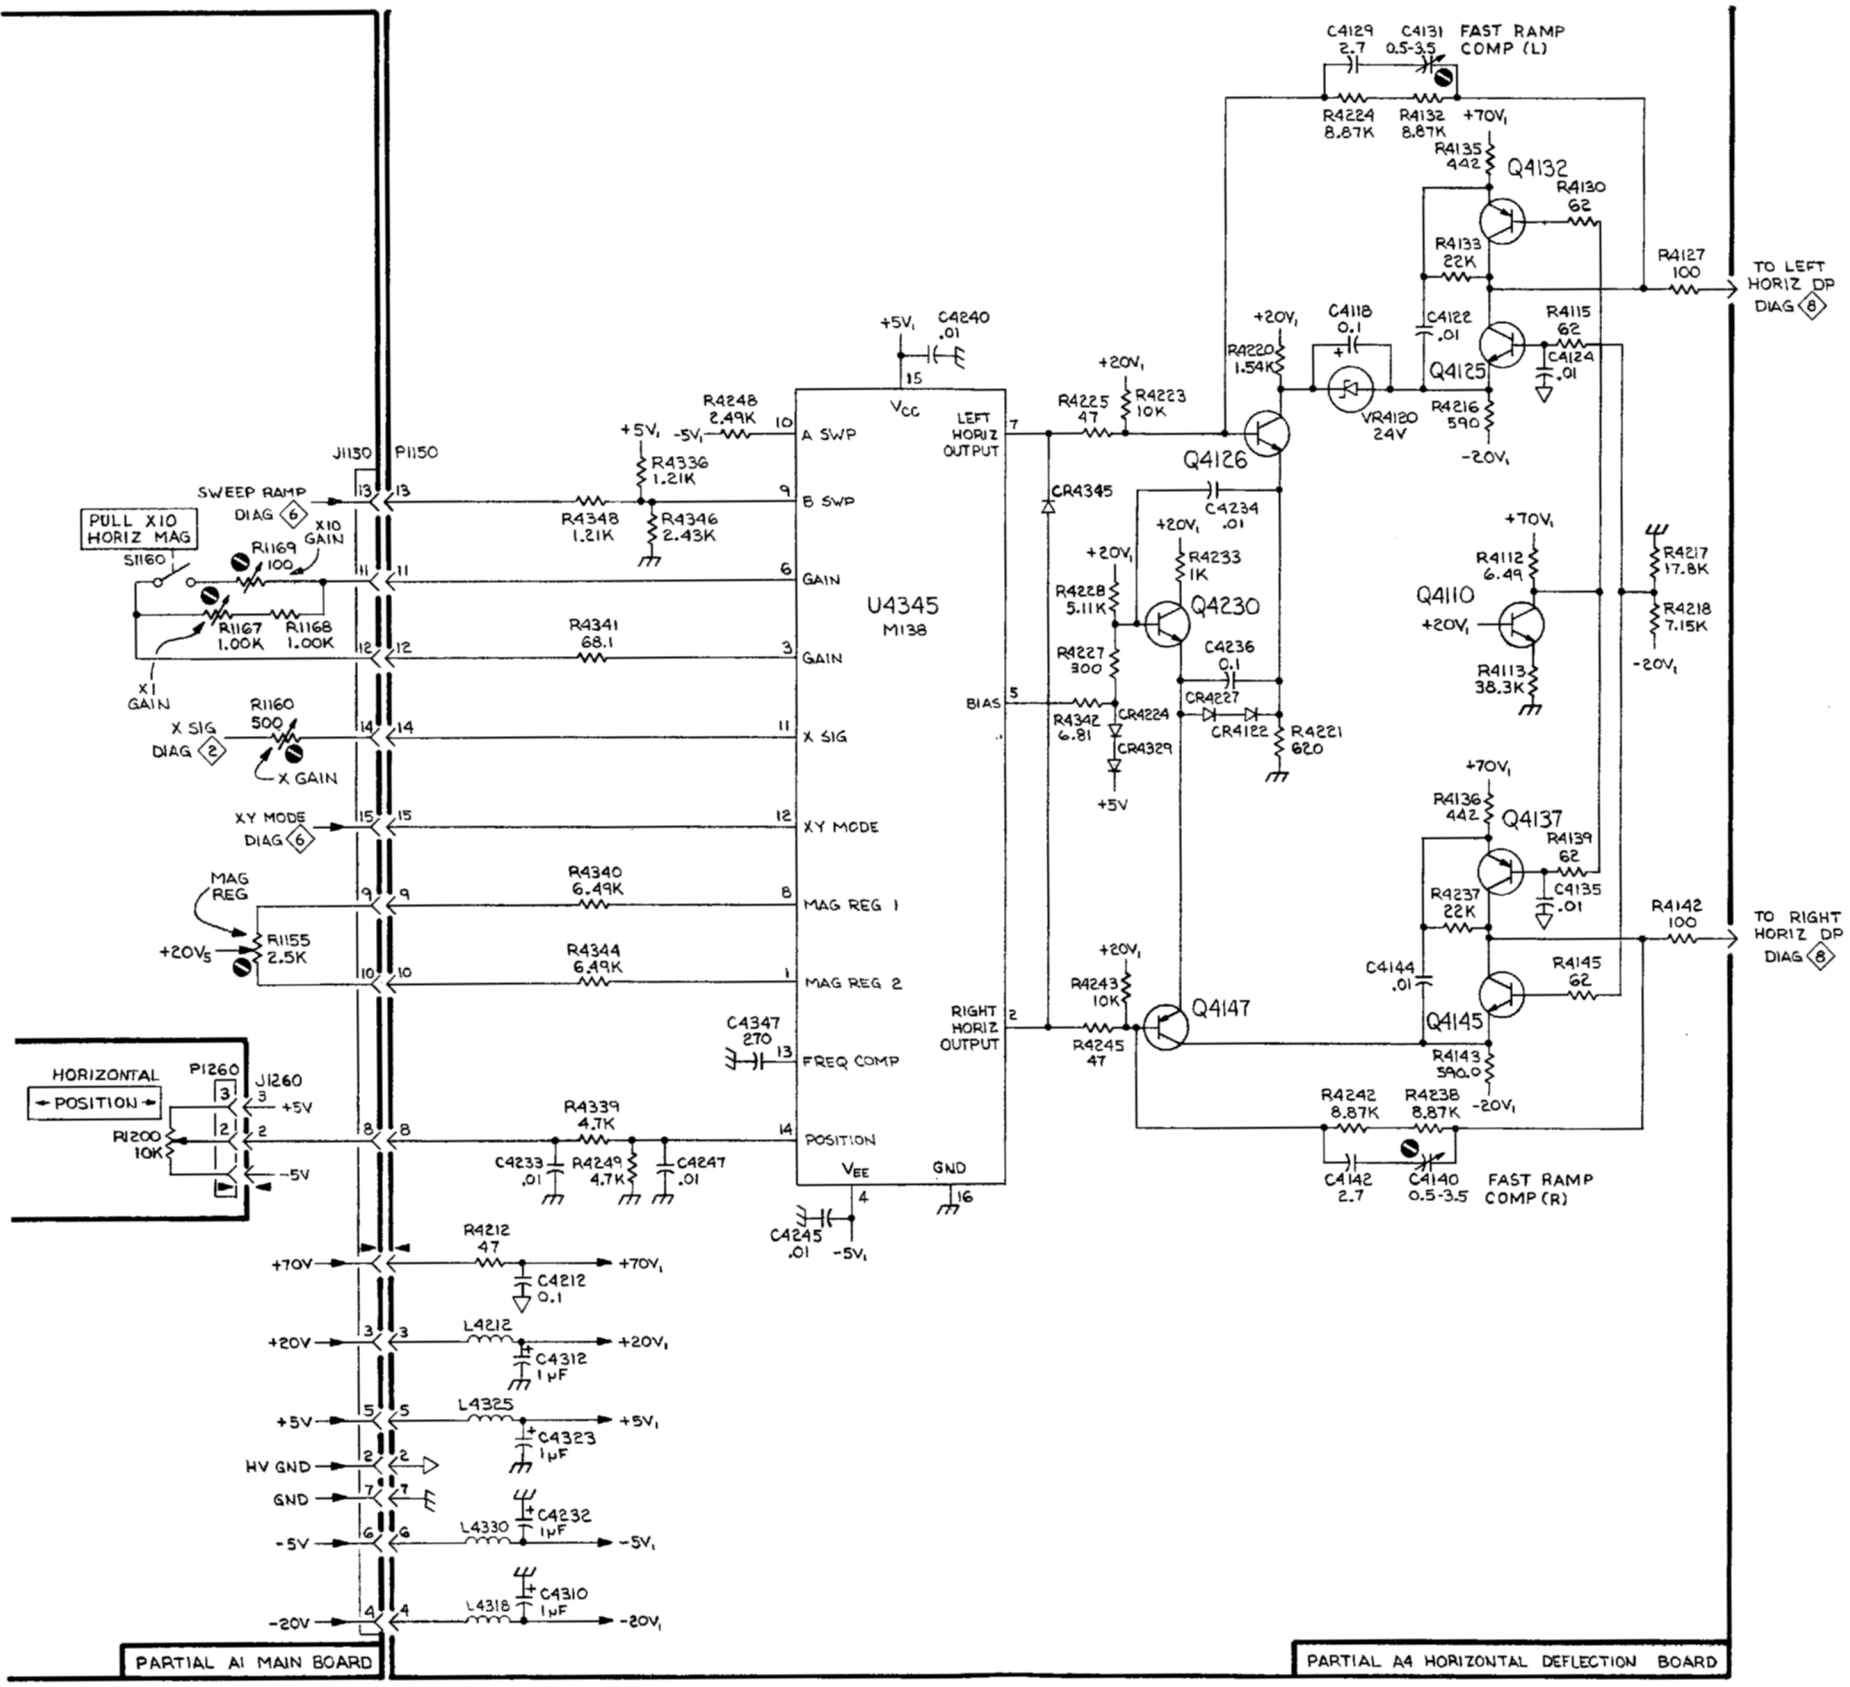 C4129
2.7
C4131
0.5-3.5
FAST RAMP
COMP (L)
R4224
8.87K
R4132
8.87K
+70V₁
R4135
442
Q4132
R4130
62
R4133
22K
R4127
100
TO LEFT
HORIZ DP
DIAG 8
C4122
.01
Q4125
R4115
62
C4124
.01
R4216
590
-20V₁
+20V₁
R4220
1.54K
C4118
0.1
+
VR4120
24V
+5V₁
C4240
.01
15
VCC
R4248
2.49K
-5V₁
10
A SWP
LEFT
HORIZ
OUTPUT
7
R4225
47
+20V₁
R4223
10K
Q4126
J1150
P1150
+5V₁
R4336
1.21K
SWEEP RAMP
DIAG 6
13
13
R4348
1.21K
R4346
2.43K
9
B SWP
CR4345
C4234
.01
+20V₁
R4233
1K
+20V₁
R4228
5.11K
Q4230
PULL X10
HORIZ MAG
S1160
R1169
100
X10
GAIN
11
11
6
GAIN
R1167
1.00K
R1168
1.00K
X1
GAIN
12
12
R4341
68.1
3
GAIN
U4345
M138
R4227
300
C4236
0.1
CR4227
CR4122
R4221
620
BIAS
5
R4342
6.81
CR4224
CR4329
+5V
+70V₁
R4112
6.49
Q4110
+20V₁
R4113
38.3K
R4217
17.8K
R4218
7.15K
-20V₁
X SIG
DIAG 2
R1160
500
X GAIN
14
14
11
X SIG
XY MODE
DIAG 6
15
15
12
XY MODE
+70V₁
R4136
442
Q4137
R4139
62
C4135
.01
R4237
22K
R4142
100
TO RIGHT
HORIZ DP
DIAG 8
C4144
.01
R4145
62
Q4145
R4143
590.0
-20V₁
MAG
REG
+20V₅
R1155
2.5K
9
9
R4340
6.49K
8
MAG REG 1
10
10
R4344
6.49K
1
MAG REG 2
RIGHT
HORIZ
OUTPUT
2
+20V₁
R4243
10K
R4245
47
Q4147
R4242
8.87K
R4238
8.87K
C4142
2.7
C4140
0.5-3.5
FAST RAMP
COMP (R)
C4347
270
13
FREQ COMP
HORIZONTAL
POSITION
P1260
J1260
R1200
10K
3
3
+5V
2
2
-5V
8
8
C4233
.01
R4339
4.7K
R4249
4.7K
C4247
.01
14
POSITION
VEE
4
GND
16
C4245
.01
-5V₁
+70V
R4212
47
C4212
0.1
+70V₁
+20V
3
3
L4212
+
C4312
1µF
+20V₁
+5V
5
5
L4325
+
C4323
1µF
+5V₁
HV GND
2
2
GND
7
7
-5V
6
6
L4330
+
C4232
1µF
-5V₁
-20V
4
4
L4318
+
C4310
1µF
-20V₁
PARTIAL A1 MAIN BOARD
PARTIAL A4 HORIZONTAL DEFLECTION BOARD